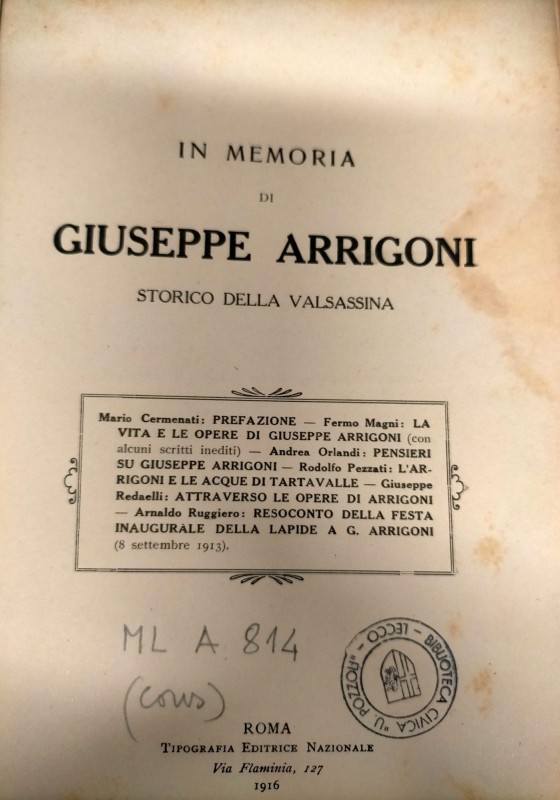 IN MEMORIA
DI
GIUSEPPE ARRIGONI
STORICO DELLA VALSASSINA
Mario Cermenati: PREFAZIONE — Fermo Magni: LA
VITA E LE OPERE DI GIUSEPPE ARRIGONI (con
alcuni scritti inediti) — Andrea Orlandi: PENSIERI
SU GIUSEPPE ARRIGONI — Rodolfo Pezzati: L'AR-
RIGONI E LE ACQUE DI TARTAVALLE — Giuseppe
Redaelli: ATTRAVERSO LE OPERE DI ARRIGONI
— Arnaldo Ruggiero: RESOCONTO DELLA FESTA
INAUGURALE DELLA LAPIDE A G. ARRIGONI
(8 settembre 1913).
ML A 814
(cons)
BIBLIOTECA CIVICA "U. POZZOLI" - LECCO -
ROMA
TIPOGRAFIA EDITRICE NAZIONALE
Via Flaminia, 127
1916